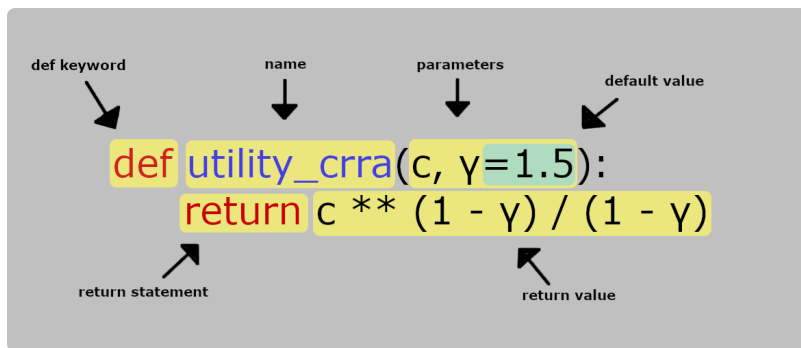 def keyword
name
parameters
default value
def utility_crra(c, γ=1.5):
return c ** (1 - γ) / (1 - γ)
return statement
return value